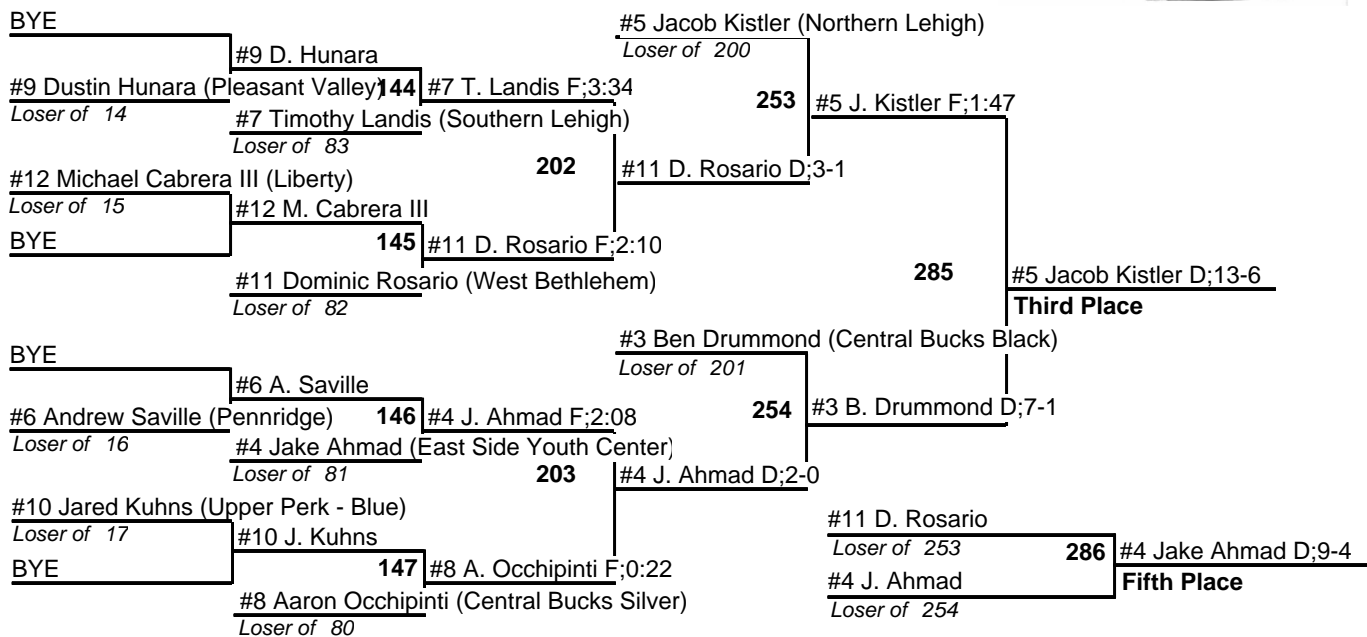 BYE
#5 Jacob Kistler (Northern Lehigh)
Loser of 200
#9 D. Hunara
#9 Dustin Hunara (Pleasant Valley)
144
#7 T. Landis F;3:34
253
#5 J. Kistler F;1:47
Loser of 14
#7 Timothy Landis (Southern Lehigh)
Loser of 83
202
#11 D. Rosario D;3-1
#12 Michael Cabrera III (Liberty)
Loser of 15
#12 M. Cabrera III
BYE
145
#11 D. Rosario F;2:10
285
#5 Jacob Kistler D;13-6
Third Place
#11 Dominic Rosario (West Bethlehem)
Loser of 82
#3 Ben Drummond (Central Bucks Black)
Loser of 201
BYE
#6 A. Saville
#6 Andrew Saville (Pennridge)
146
#4 J. Ahmad F;2:08
254
#3 B. Drummond D;7-1
Loser of 16
#4 Jake Ahmad (East Side Youth Center)
Loser of 81
203
#4 J. Ahmad D;2-0
#10 Jared Kuhns (Upper Perk - Blue)
Loser of 17
#10 J. Kuhns
BYE
147
#8 A. Occhipinti F;0:22
#8 Aaron Occhipinti (Central Bucks Silver)
Loser of 80
#11 D. Rosario
Loser of 253
286
#4 Jake Ahmad D;9-4
#4 J. Ahmad
Fifth Place
Loser of 254